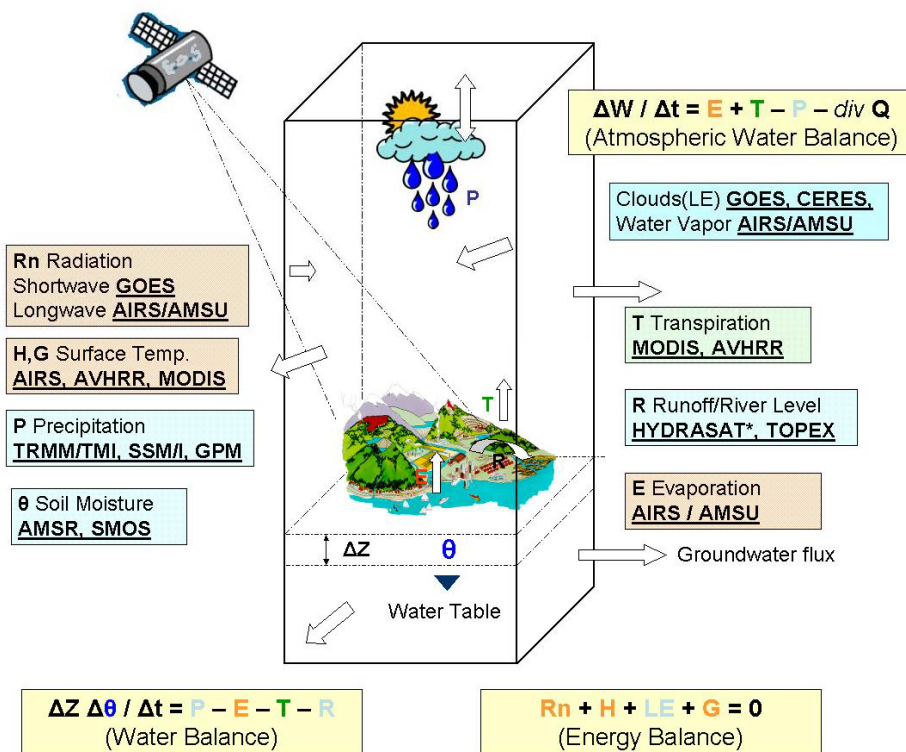 ΔW / Δt = E + T – P – div Q
(Atmospheric Water Balance)
Clouds(LE) GOES, CERES,
Water Vapor AIRS/AMSU
P
Rn Radiation
Shortwave GOES
Longwave AIRS/AMSU
H,G Surface Temp.
AIRS, AVHRR, MODIS
P Precipitation
TRMM/TMI, SSM/I, GPM
θ Soil Moisture
AMSR, SMOS
T Transpiration
MODIS, AVHRR
R Runoff/River Level
HYDRASAT*, TOPEX
E Evaporation
AIRS / AMSU
T
R
E
ΔZ
θ
Groundwater flux
Water Table
ΔZ Δθ / Δt = P – E – T – R
(Water Balance)
Rn + H + LE + G = 0
(Energy Balance)